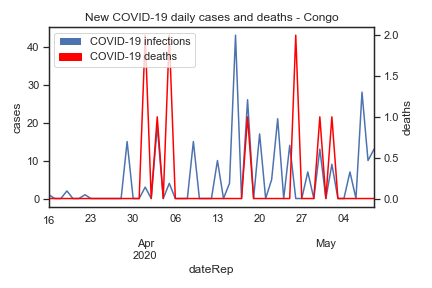 New COVID-19 daily cases and deaths - Congo
COVID-19 infections
COVID-19 deaths
40
30
20
10
0
cases
2.0
1.5
1.0
0.5
0.0
deaths
16 23 30 06 13 20 27 04
Apr May
2020
dateRep